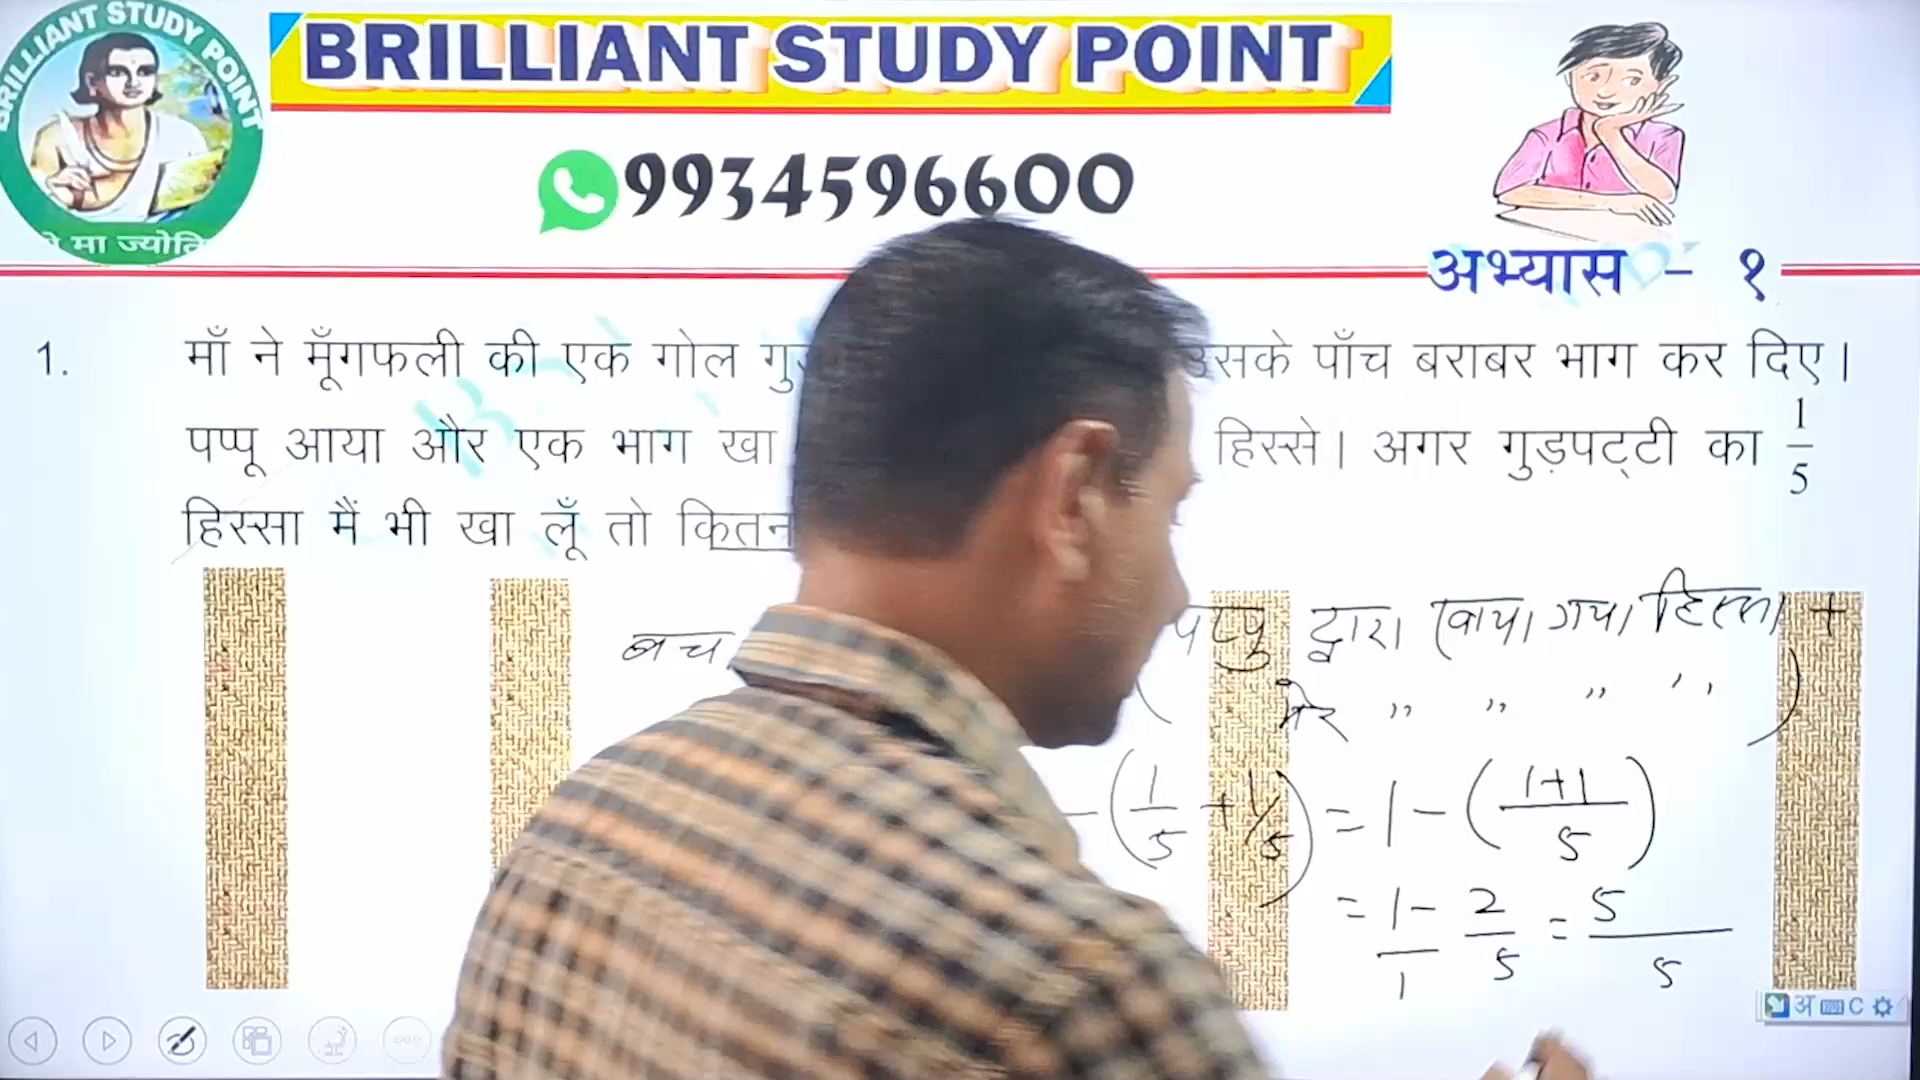 BRILLIANT STUDY POINT
BRILLIANT STUDY POINT
9934596600
मा ज्योति
अभ्यास - १
1. माँ ने मूँगफली की एक गोल उसके पाँच बराबर भाग कर दिए।
पप्पू आया और एक भाग खा हिस्से। अगर गुड़पट्टी का 1/5
हिस्सा मैं भी खा लूँ तो
बच पप्पु द्वारा खाया गया हिस्सा +
( मेरे " " " " )
- (1/5 + 1/5) = 1 - (1+1/5)
= 1/1 - 2/5 = 5/5
अ C